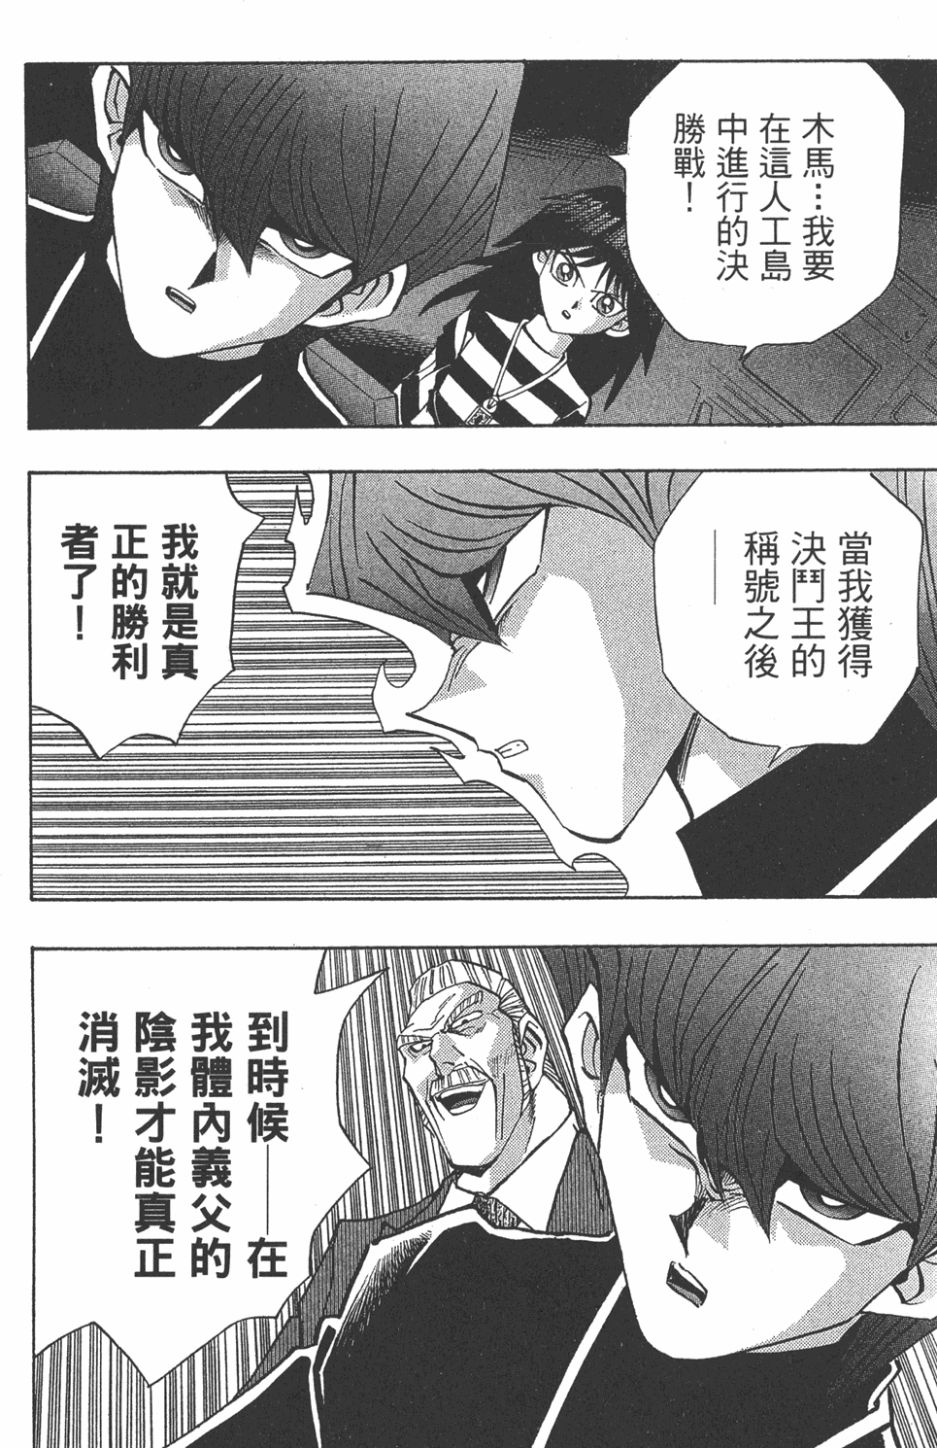 木馬…我要
在這人工島
中進行的決
勝戰！
當我獲得
決鬥王的
稱號之後
——
我就是真
正的勝利
者了！
到時候——在
我體內義父的
陰影才能真正
消滅！